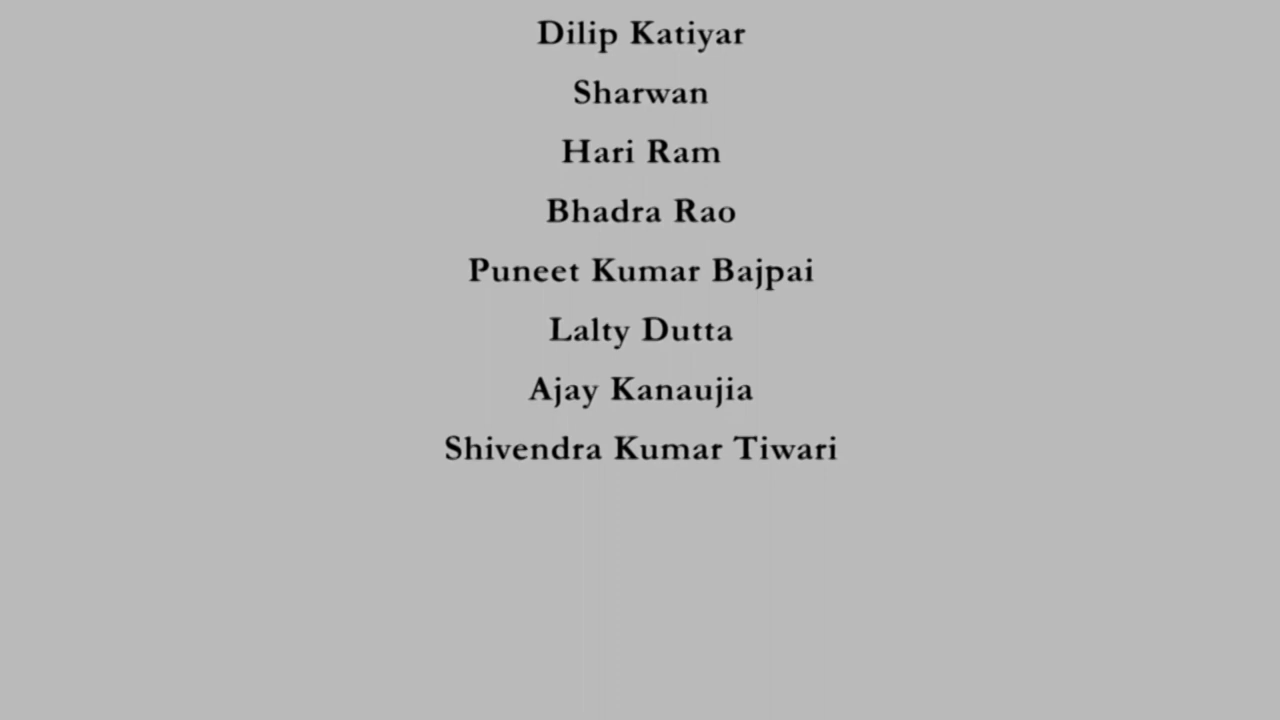 Dilip Katiyar
Sharwan
Hari Ram
Bhadra Rao
Puneet Kumar Bajpai
Lalty Dutta
Ajay Kanaujia
Shivendra Kumar Tiwari